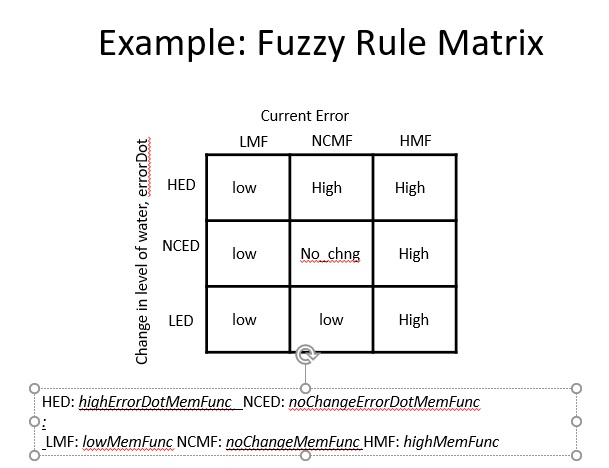 Example: Fuzzy Rule Matrix
Current Error
LMF NCMF HMF
Change in level of water, errorDot
HED low High High
NCED low No_chng High
LED low low High
HED: highErrorDotMemFunc NCED: noChangeErrorDotMemFunc
:
LMF: lowMemFunc NCMF: noChangeMemFunc HMF: highMemFunc